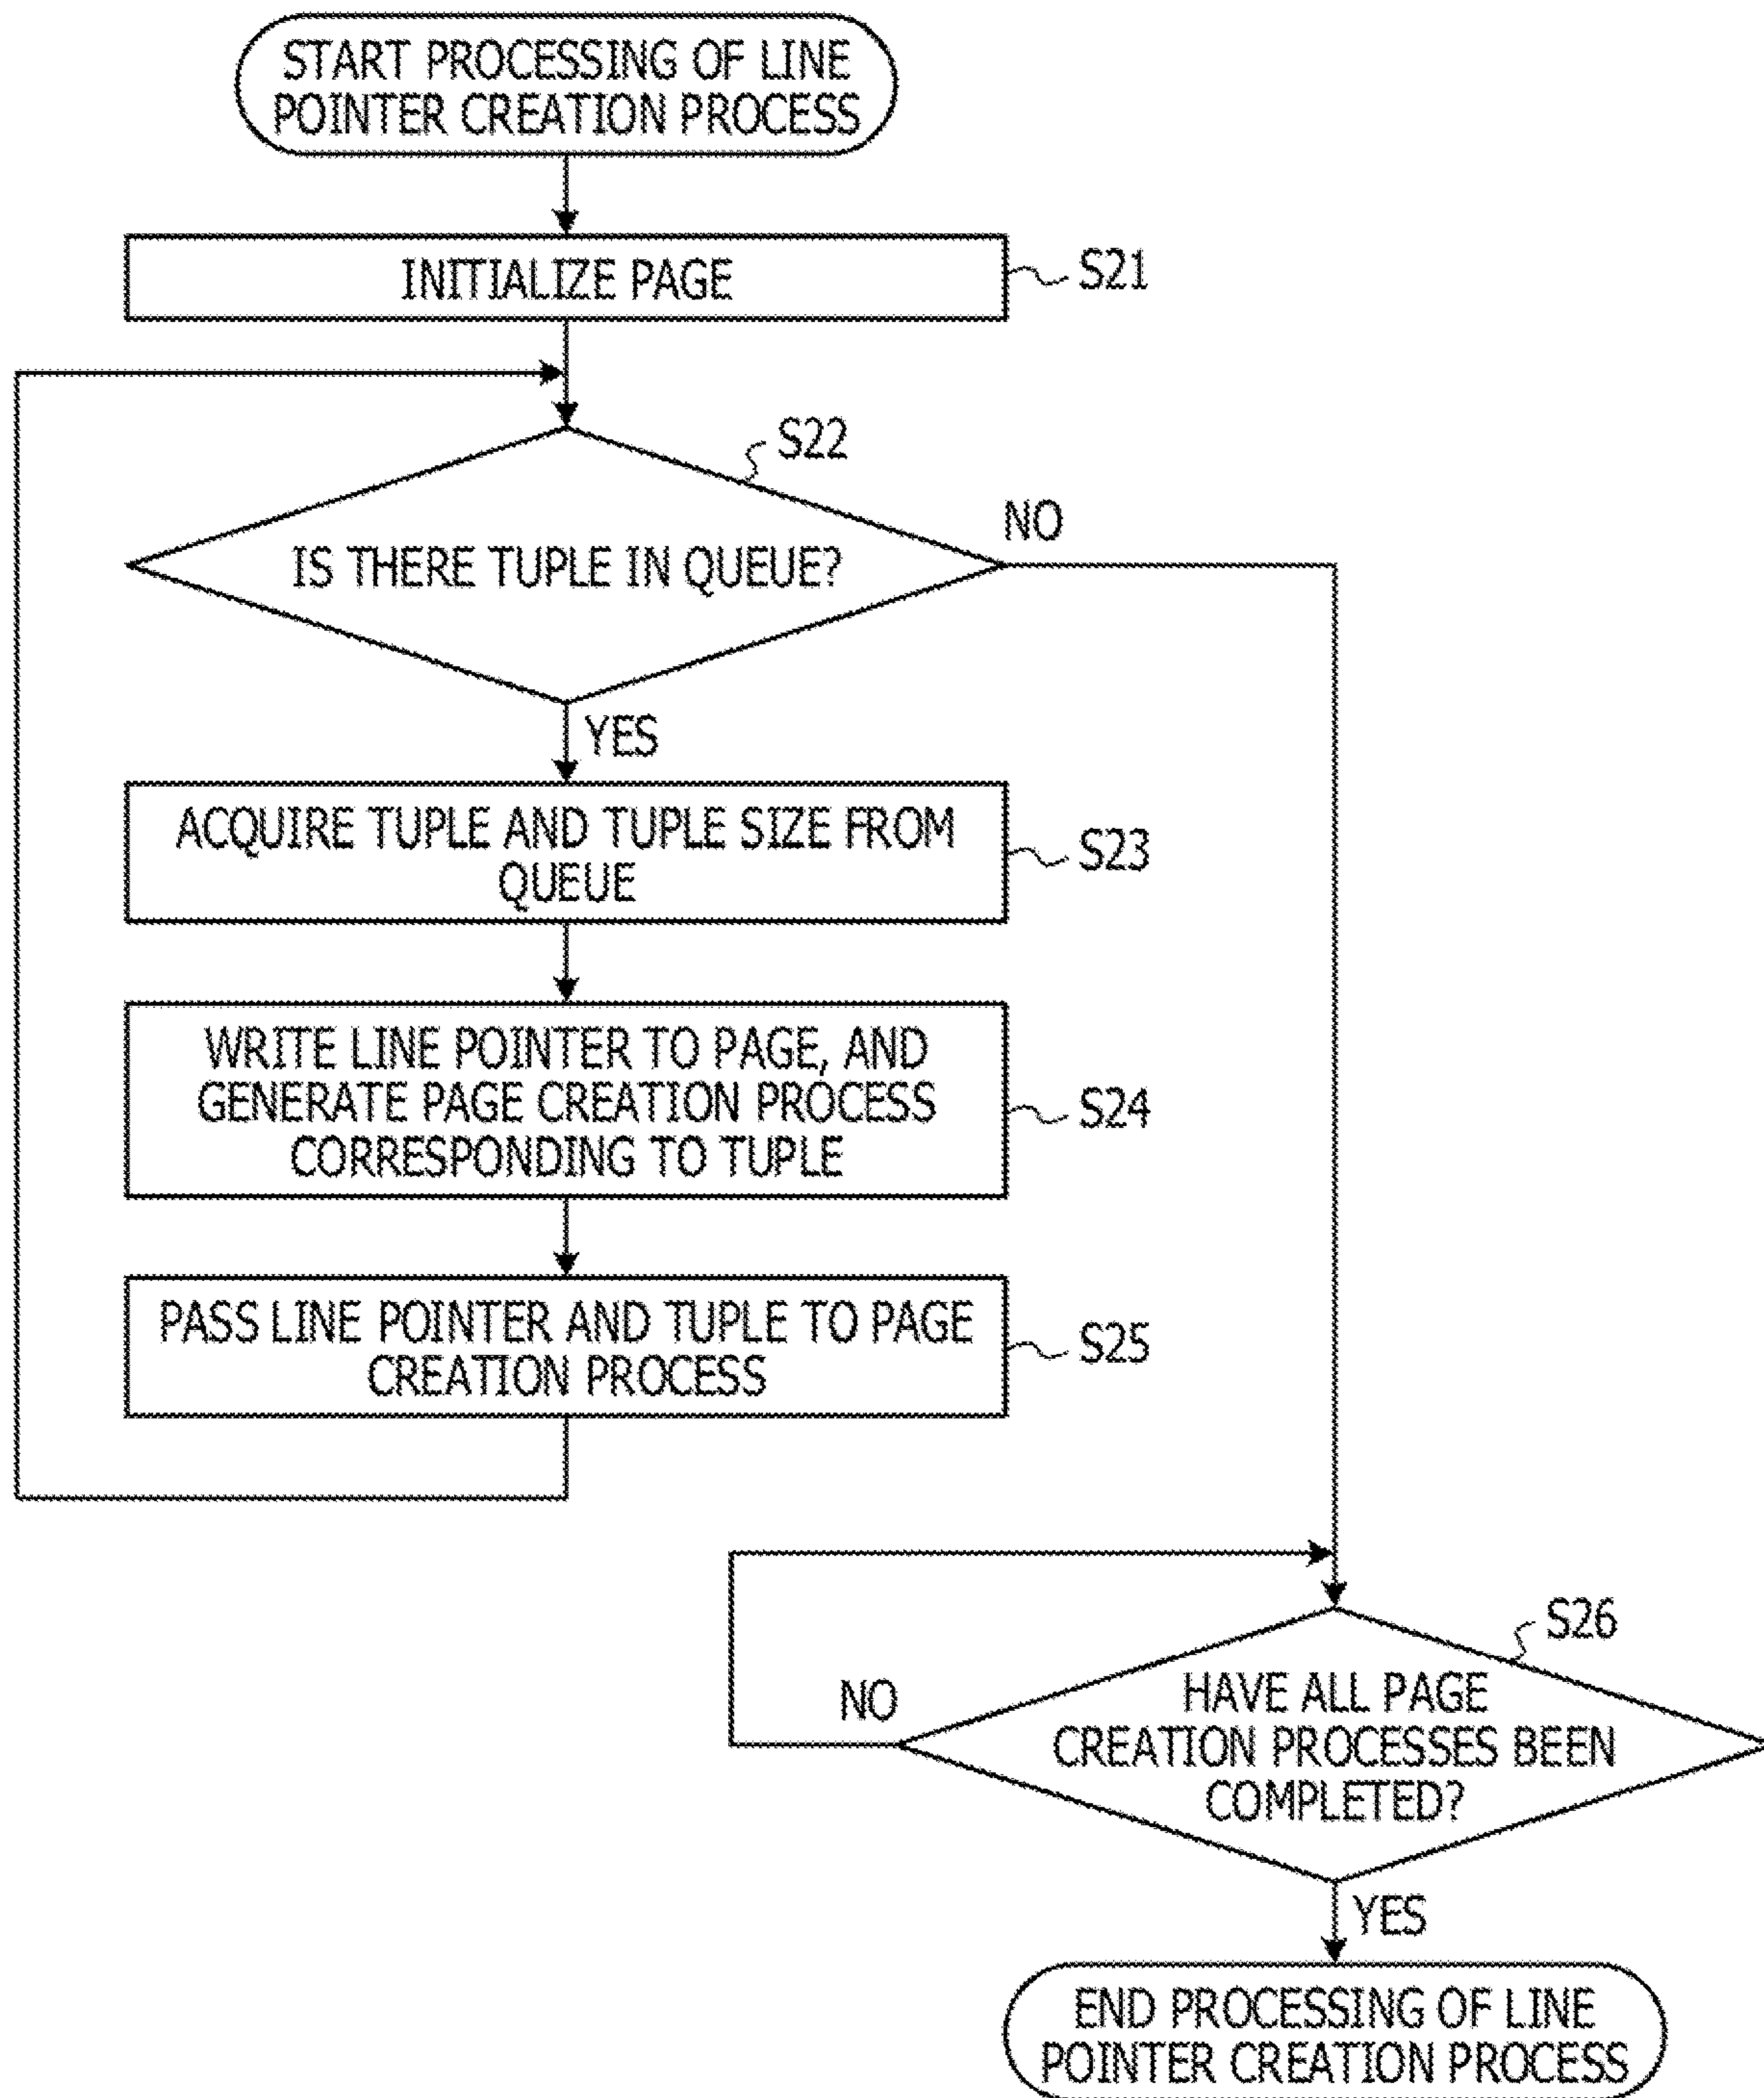 START PROCESSING OF LINE
POINTER CREATION PROCESS
INITIALIZE PAGE
S21
S22
NO
IS THERE TUPLE IN QUEUE?
YES
ACQUIRE TUPLE AND TUPLE SIZE FROM
QUEUE
S23
WRITE LINE POINTER TO PAGE, AND
GENERATE PAGE CREATION PROCESS
CORRESPONDING TO TUPLE
S24
PASS LINE POINTER AND TUPLE TO PAGE
CREATION PROCESS
S25
S26
NO
HAVE ALL PAGE
CREATION PROCESSES BEEN
COMPLETED?
YES
END PROCESSING OF LINE
POINTER CREATION PROCESS